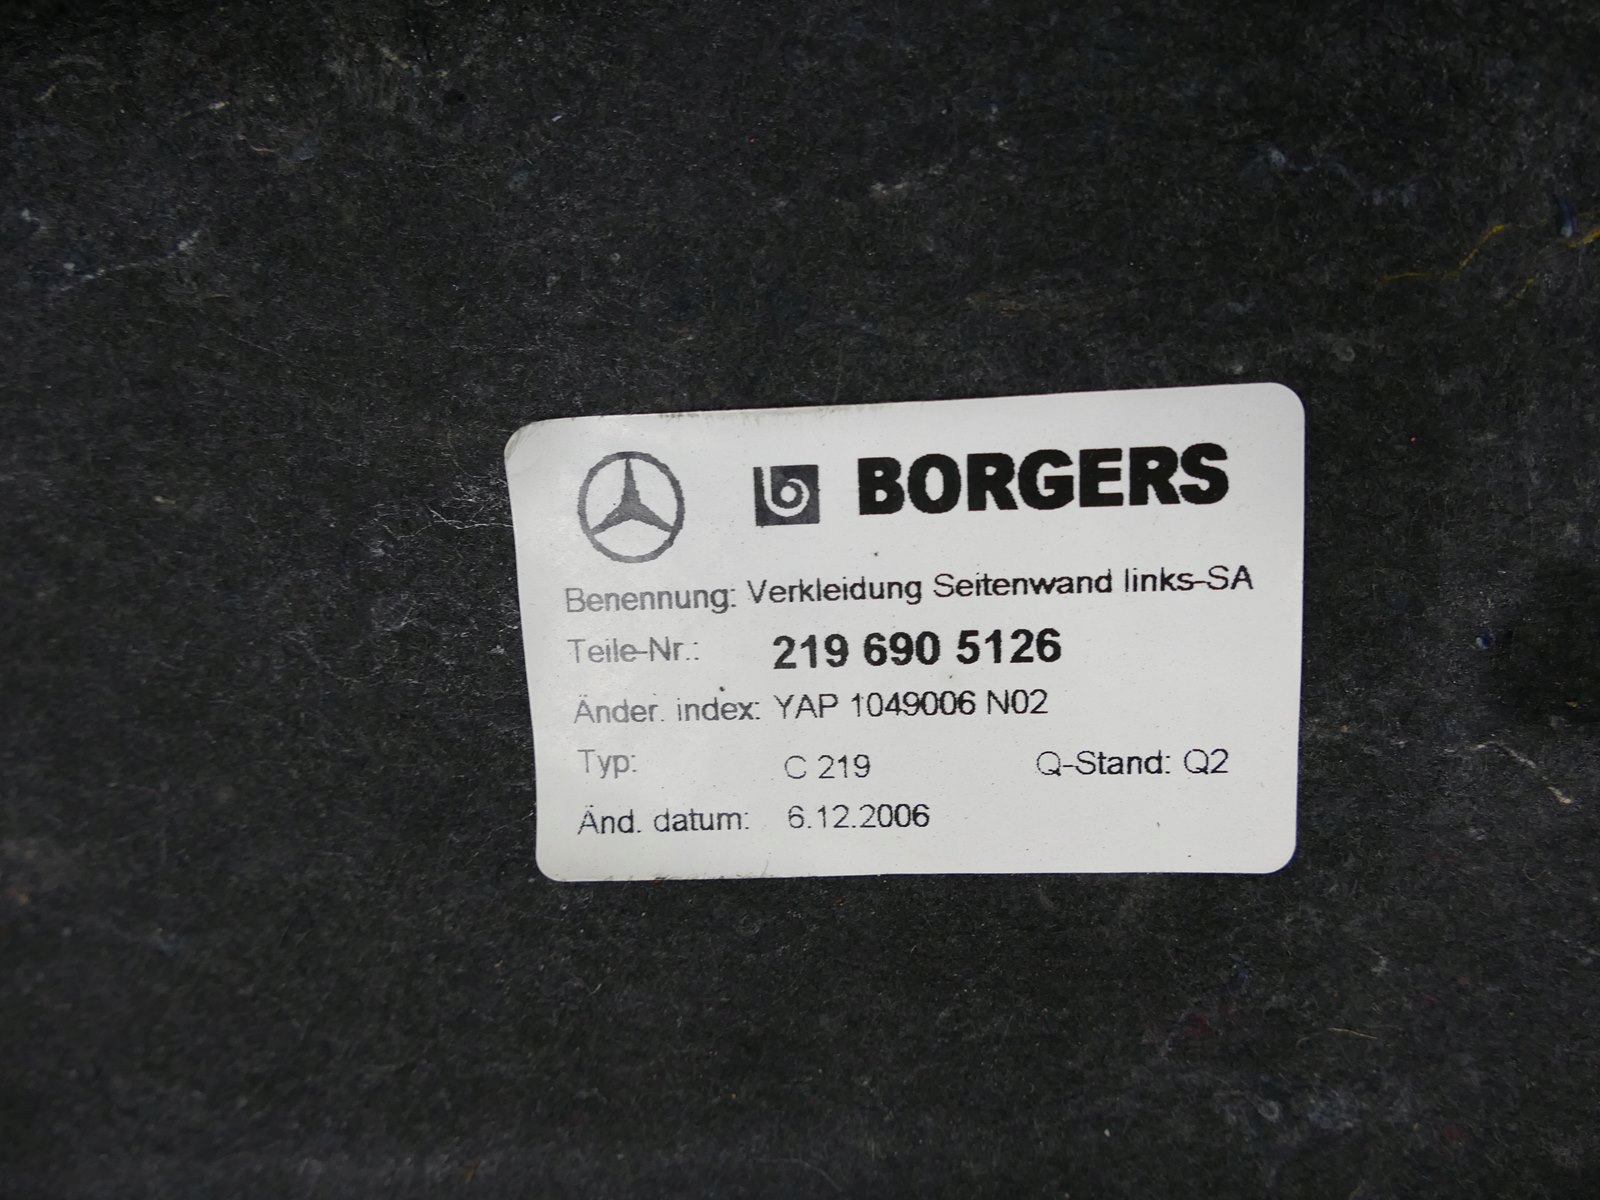 BORGERS
Benennung: Verkleidung Seitenwand links-SA
Teile-Nr.: 219 690 5126
Änder. index: YAP 1049006 N02
Typ: C 219 Q-Stand: Q2
Änd. datum: 6.12.2006